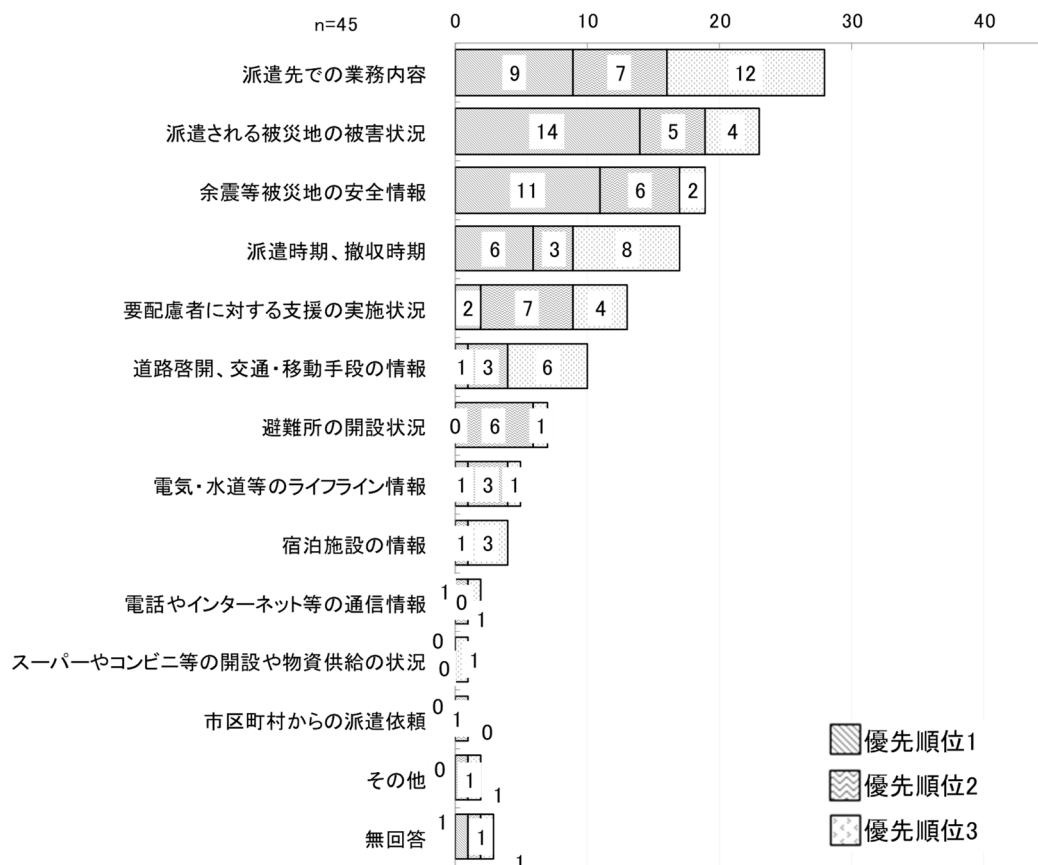 n=45
0 10 20 30 40
派遣先での業務内容 9 7 12
派遣される被災地の被害状況 14 5 4
余震等被災地の安全情報 11 6 2
派遣時期、撤収時期 6 3 8
要配慮者に対する支援の実施状況 2 7 4
道路啓開、交通・移動手段の情報 1 3 6
避難所の開設状況 0 6 1
電気・水道等のライフライン情報 1 3 1
宿泊施設の情報 1 3
電話やインターネット等の通信情報 1 0 1
スーパーやコンビニ等の開設や物資供給の状況 0 0 1
市区町村からの派遣依頼 0 1 0
その他 0 1 1
無回答 1 1 1
優先順位1
優先順位2
優先順位3